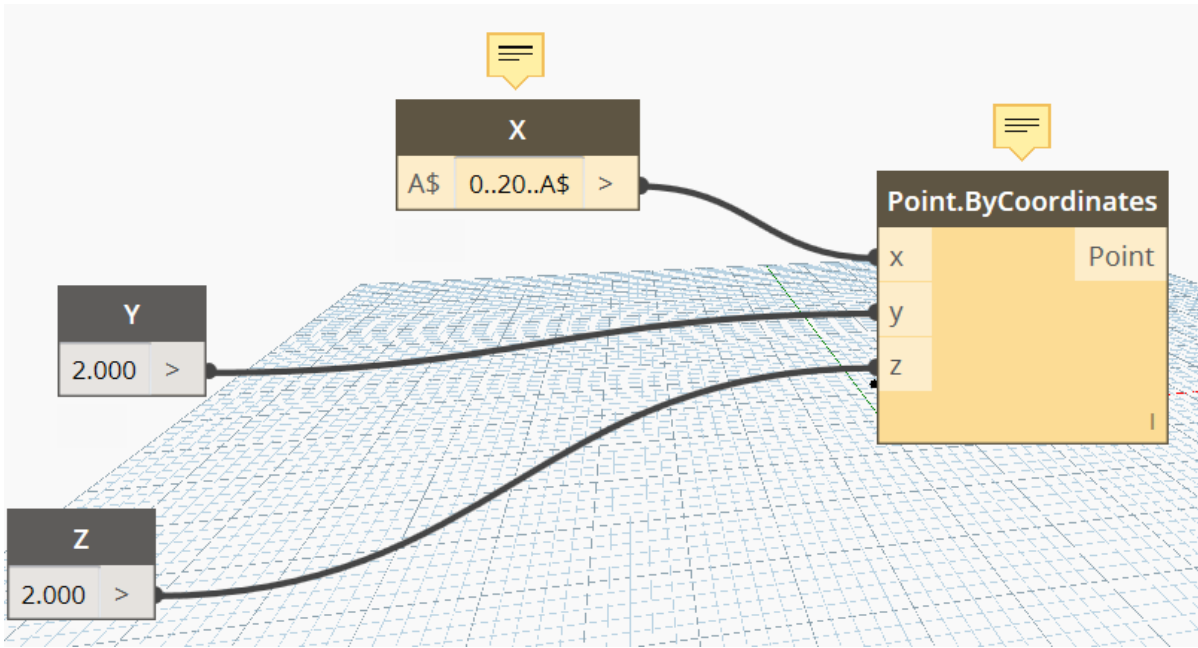 X
A$ 0..20..A$ >
Point.ByCoordinates
x Point
y
z
l
Y
2.000 >
Z
2.000 >